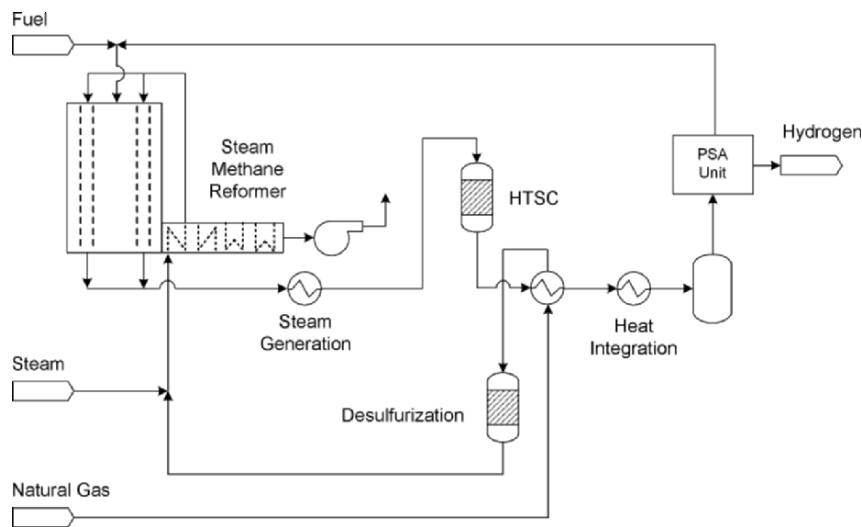 Fuel
Steam
Methane
Reformer
HTSC
PSA
Unit
Hydrogen
Steam
Generation
Heat
Integration
Steam
Desulfurization
Natural Gas